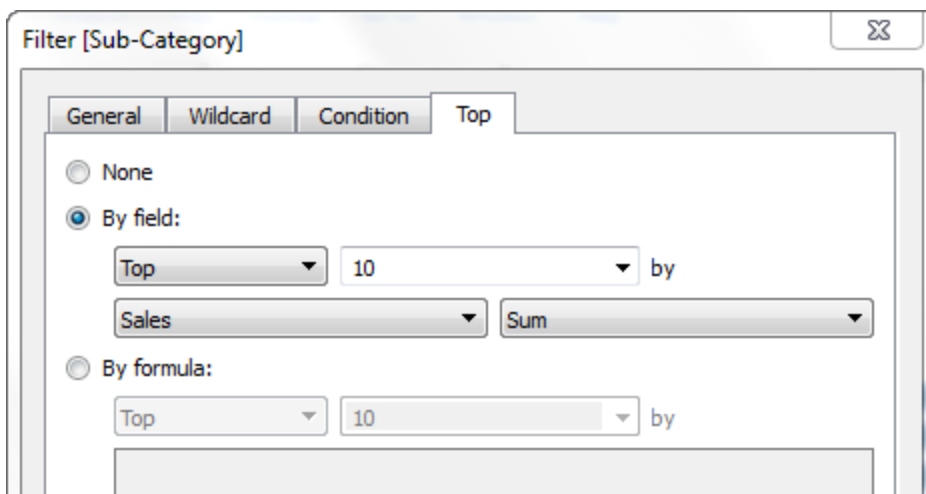 Filter [Sub-Category]
General Wildcard Condition Top
None
By field:
Top 10 by
Sales Sum
By formula:
Top 10 by